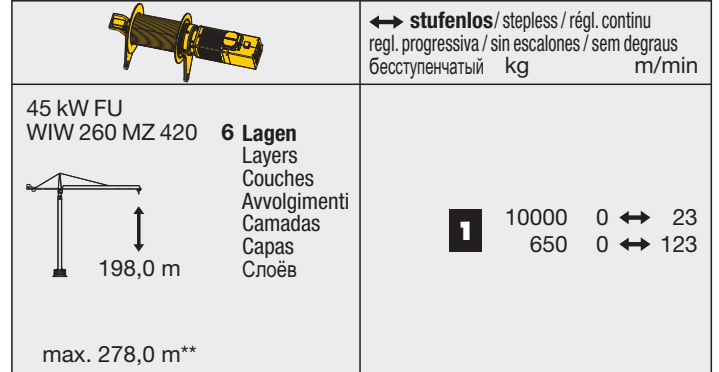 ↔ stufenlos / stepless / régl. continu
regl. progressiva / sin escalones / sem degraus
бесступенчатый kg m/min
45 kW FU
WIW 260 MZ 420 6 Lagen
Layers
Couches
Avvolgimenti
Camadas
Capas
198,0 m Слоёв
max. 278,0 m**
1 10000 0 ↔ 23
650 0 ↔ 123